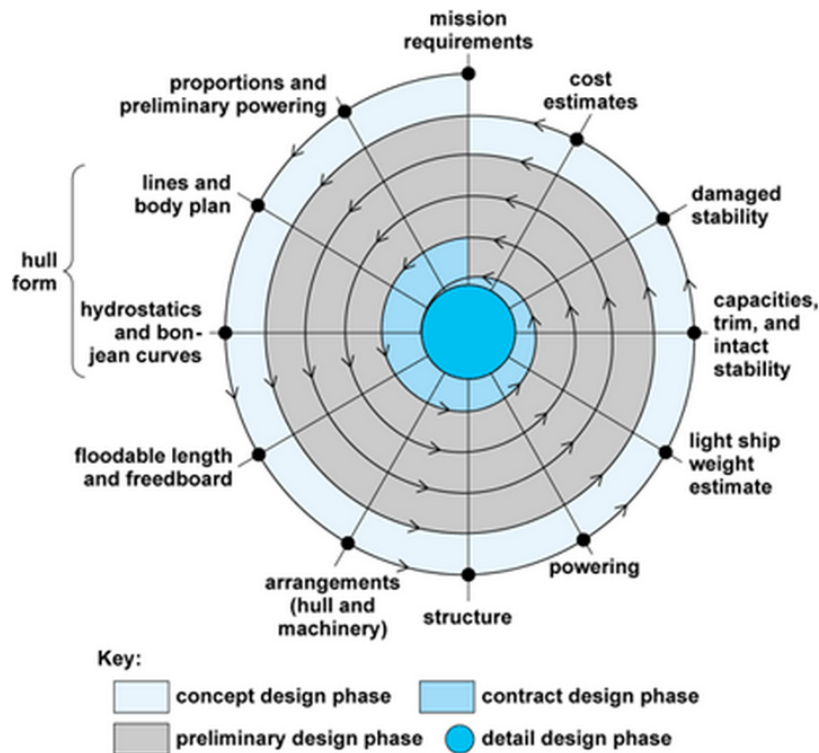 mission
requirements
cost
estimates
proportions and
preliminary powering
damaged
stability
lines and
body plan
hull
form
capacities,
trim, and
intact
stability
hydrostatics
and bon-
jean curves
light ship
weight
estimate
floodable length
and freedboard
powering
arrangements
(hull and
machinery)
structure
Key:
concept design phase
contract design phase
preliminary design phase
detail design phase